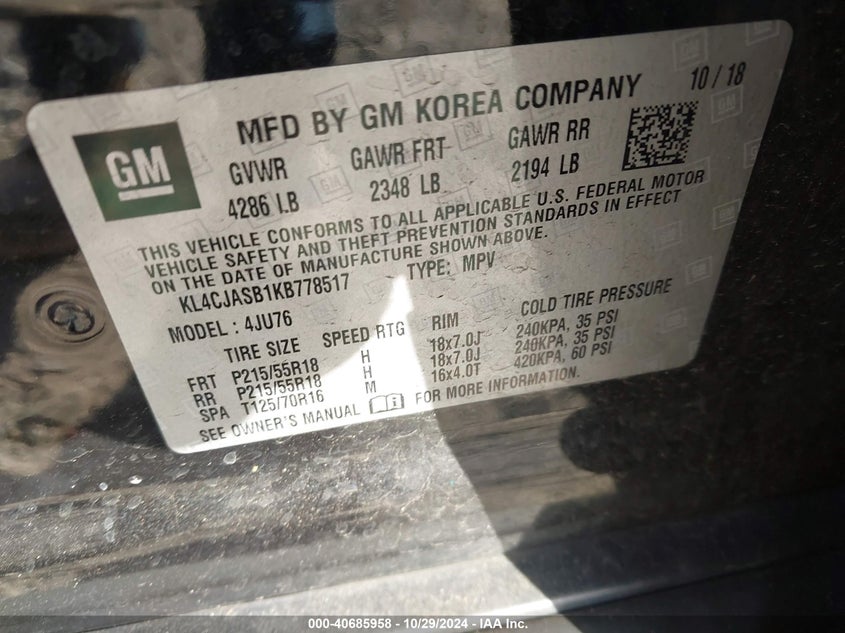 GM
MFD BY GM KOREA COMPANY 10 / 18
GVWR GAWR FRT GAWR RR
4286 LB 2348 LB 2194 LB
THIS VEHICLE CONFORMS TO ALL APPLICABLE U.S. FEDERAL MOTOR
VEHICLE SAFETY AND THEFT PREVENTION STANDARDS IN EFFECT
ON THE DATE OF MANUFACTURE SHOWN ABOVE.
KL4CJASB1KB778517 TYPE: MPV
MODEL : 4JU76
TIRE SIZE SPEED RTG RIM COLD TIRE PRESSURE
FRT P215/55R18 H 18x7.0J 240KPA, 35 PSI
RR P215/55R18 H 18x7.0J 240KPA, 35 PSI
SPA T125/70R16 M 16x4.0T 420KPA, 60 PSI
SEE OWNER'S MANUAL FOR MORE INFORMATION.
000-40685958 - 10/29/2024 - IAA Inc.